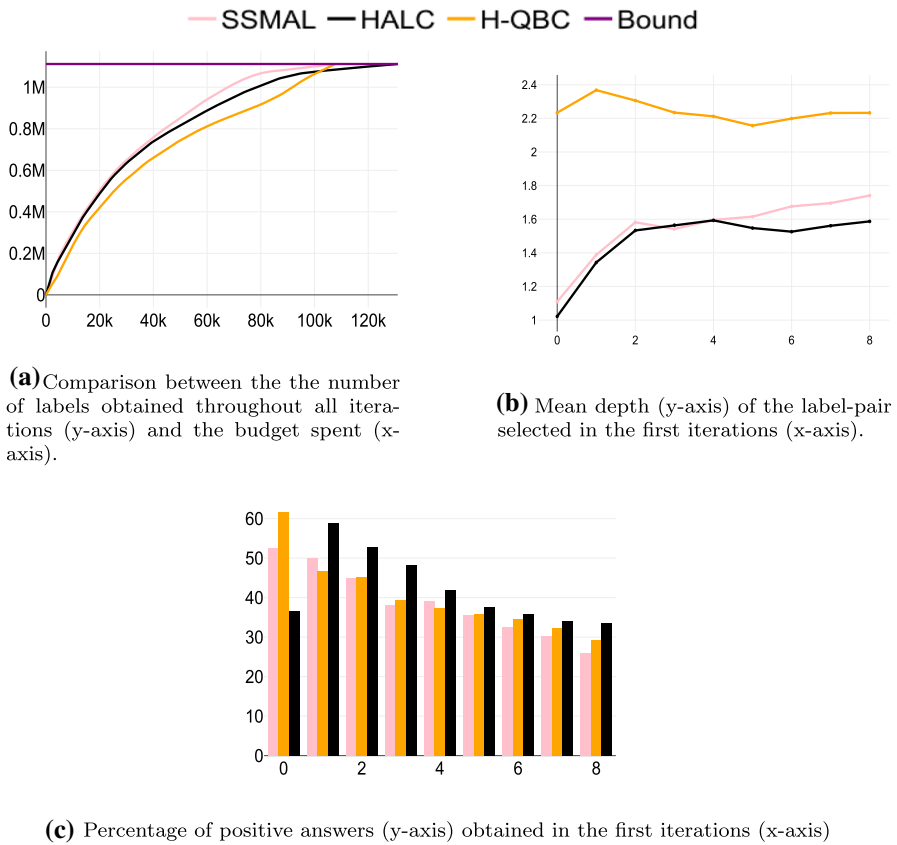 SSMAL HALC H-QBC Bound
1M
0.8M
0.6M
0.4M
0.2M
0
0 20k 40k 60k 80k 100k 120k
(a) Comparison between the the number
of labels obtained throughout all itera-
tions (y-axis) and the budget spent (x-
axis).
2.4
2.2
2
1.8
1.6
1.4
1.2
1
0 2 4 6 8
(b) Mean depth (y-axis) of the label-pair
selected in the first iterations (x-axis).
60
50
40
30
20
10
0
0 2 4 6 8
(c) Percentage of positive answers (y-axis) obtained in the first iterations (x-axis)